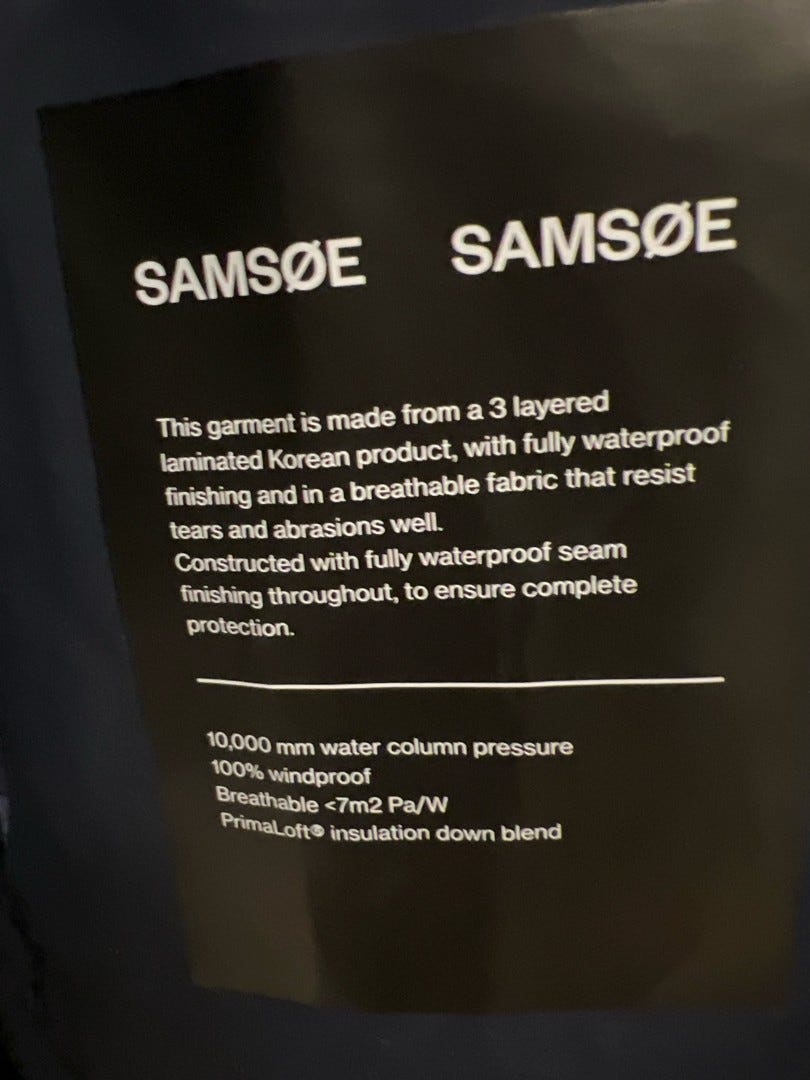 SAMSØE SAMSØE
This garment is made from a 3 layered
laminated Korean product, with fully waterproof
finishing and in a breathable fabric that resist
tears and abrasions well.
Constructed with fully waterproof seam
finishing throughout, to ensure complete
protection.
10,000 mm water column pressure
100% windproof
Breathable <7m2 Pa/W
PrimaLoft® insulation down blend